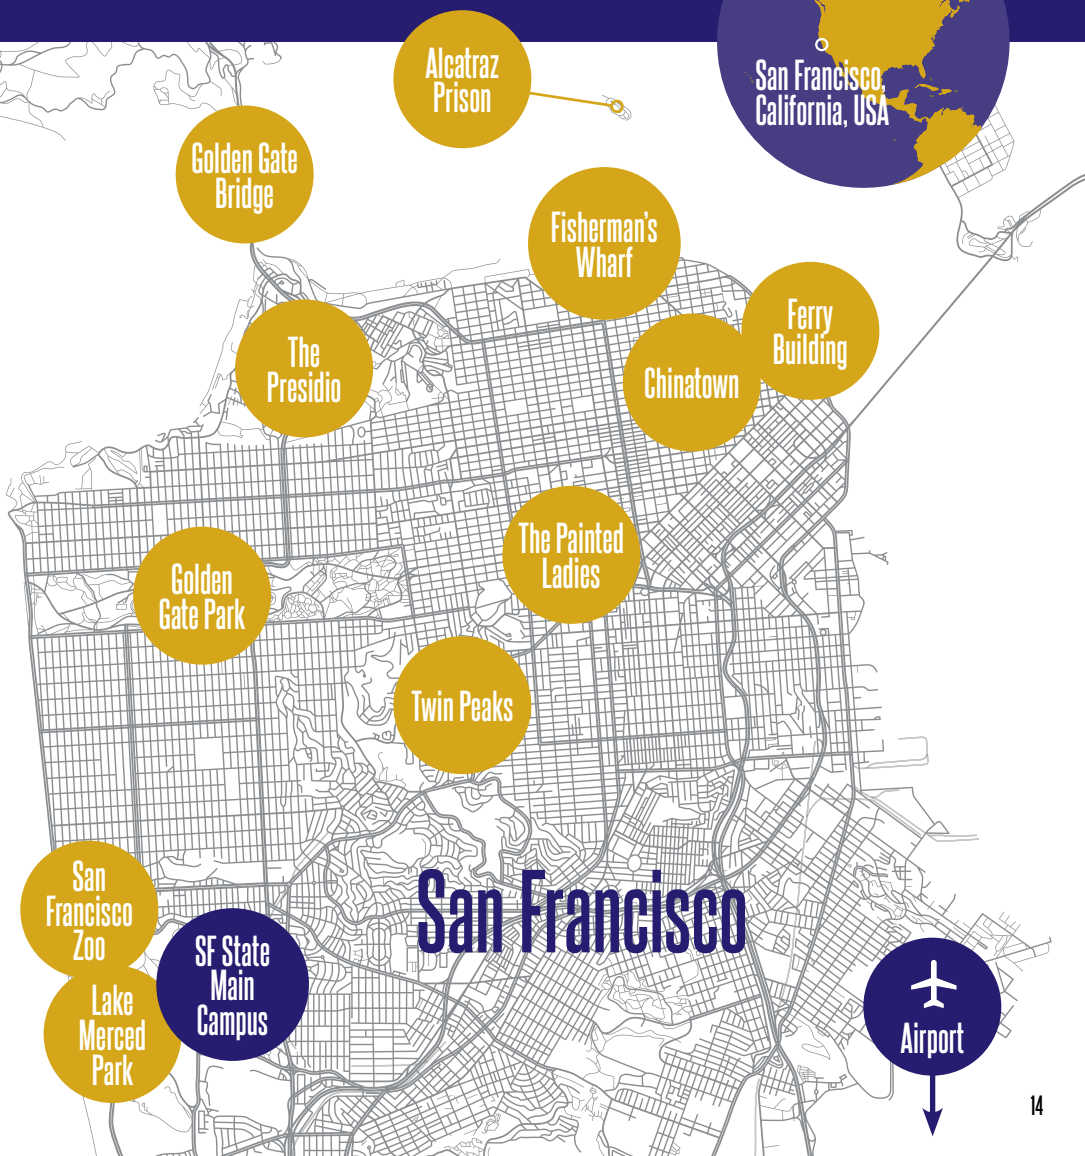 Alcatraz
Prison
San Francisco,
California, USA
Golden Gate
Bridge
Fisherman's
Wharf
Ferry
Building
The
Presidio
Chinatown
The Painted
Ladies
Golden
Gate Park
Twin Peaks
San
Francisco
Zoo
San Francisco
SF State
Main
Campus
Lake
Merced
Park
Airport
14